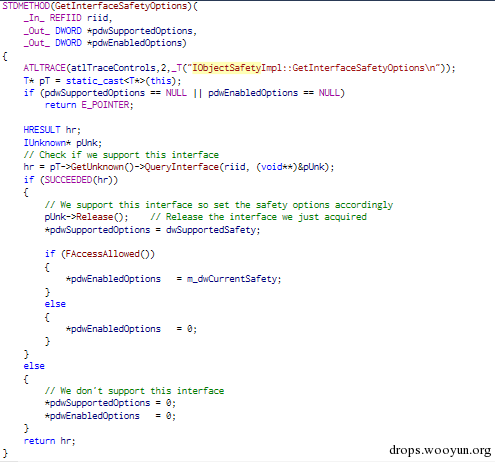 STDMETHOD(GetInterfaceSafetyOptions)(
    _In_ REFIID riid,
    _Out_ DWORD *pdwSupportedOptions,
    _Out_ DWORD *pdwEnabledOptions)
{
    ATLTRACE(atlTraceControls,2,_T("IObjectSafetyImpl::GetInterfaceSafetyOptions\n"));
    T* pT = static_cast<T*>(this);
    if (pdwSupportedOptions == NULL || pdwEnabledOptions == NULL)
        return E_POINTER;

    HRESULT hr;
    IUnknown* pUnk;
    // Check if we support this interface
    hr = pT->GetUnknown()->QueryInterface(riid, (void**)&pUnk);
    if (SUCCEEDED(hr))
    {
        // We support this interface so set the safety options accordingly
        pUnk->Release();    // Release the interface we just acquired
        *pdwSupportedOptions = dwSupportedSafety;

        if (FAccessAllowed())
        {
            *pdwEnabledOptions   = m_dwCurrentSafety;
        }
        else
        {
            *pdwEnabledOptions   = 0;
        }
    }
    else
    {
        // We don't support this interface
        *pdwSupportedOptions = 0;
        *pdwEnabledOptions   = 0;
    }
    return hr;
}
drops.wooyun.org